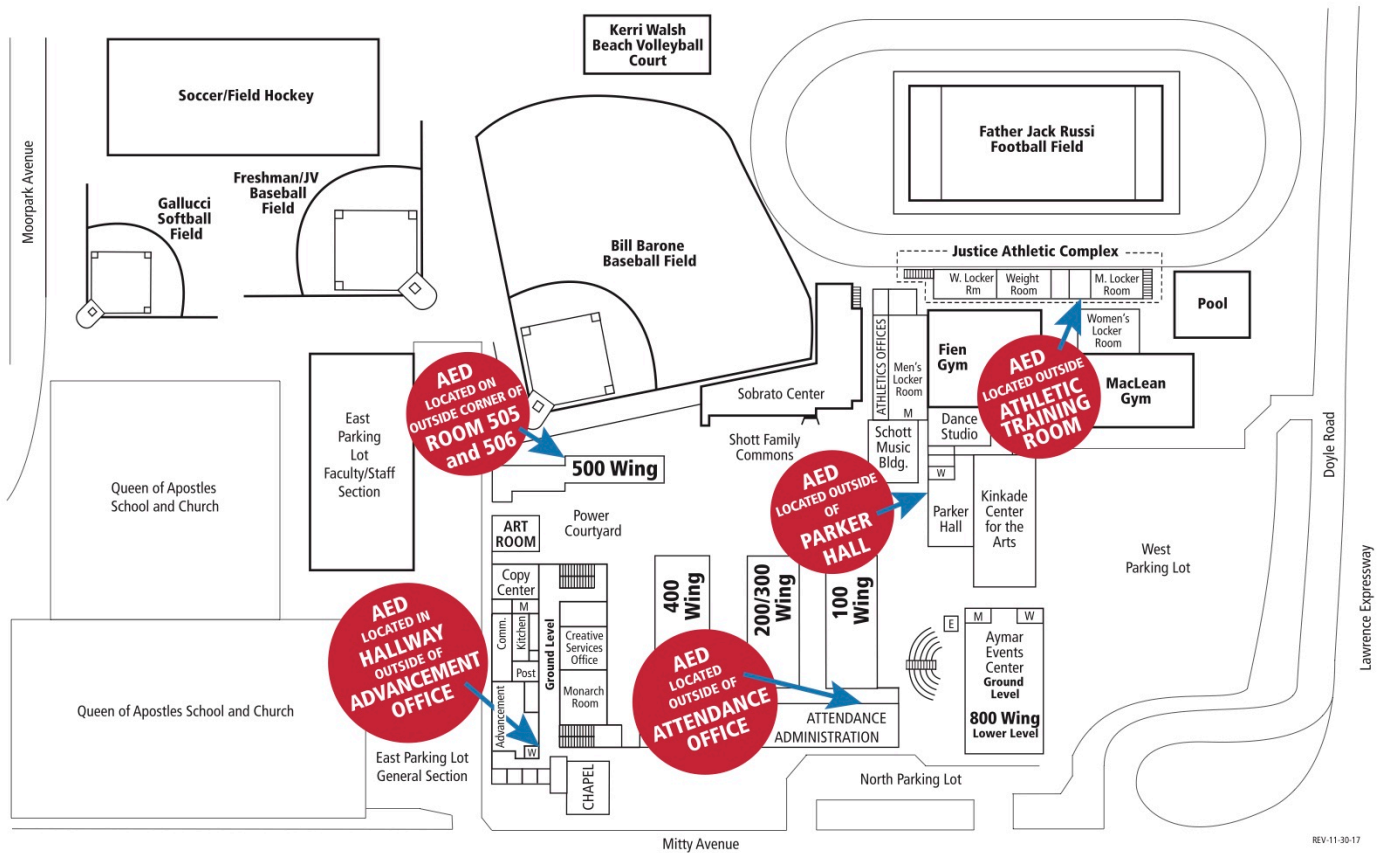 Kerri Walsh
Beach Volleyball
Court
Soccer/Field Hockey
Father Jack Russi
Football Field
Moorpark Avenue
Freshman/JV
Baseball
Field
Gallucci
Softball
Field
Bill Barone
Baseball Field
Justice Athletic Complex
W. Locker
Rm
Weight
Room
M. Locker
Room
Pool
Women's
Locker
Room
ATHLETICS OFFICES
Men's
Locker
Room
M
Fien
Gym
MacLean
Gym
AED
LOCATED OUTSIDE
ATHLETIC
TRAINING
ROOM
AED
LOCATED ON
OUTSIDE CORNER OF
ROOM 505
and 506
East
Parking
Lot
Faculty/Staff
Section
Sobrato Center
Dance
Studio
Shott Family
Commons
Schott
Music
Bldg.
500 Wing
Queen of Apostles
School and Church
AED
LOCATED OUTSIDE
OF
PARKER
HALL
W
Parker
Hall
Kinkade
Center
for the
Arts
Doyle Road
Lawrence Expressway
West
Parking Lot
ART
ROOM
Power
Courtyard
Copy
Center
M
Comm.
Kitchen
Post
Ground Level
Creative
Services
Office
Monarch
Room
Advancement
W
400
Wing
200/300
Wing
100
Wing
AED
LOCATED IN
HALLWAY
OUTSIDE OF
ADVANCEMENT
OFFICE
AED
LOCATED
OUTSIDE OF
ATTENDANCE
OFFICE
ATTENDANCE
ADMINISTRATION
E
M
W
Aymar
Events
Center
Ground
Level
800 Wing
Lower Level
Queen of Apostles School and Church
East Parking Lot
General Section
CHAPEL
North Parking Lot
Mitty Avenue
REV-11-30-17